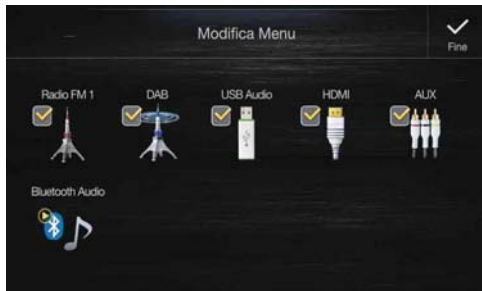 Modifica Menu
Fine
Radio FM 1
DAB
USB Audio
HDMI
AUX
Bluetooth Audio